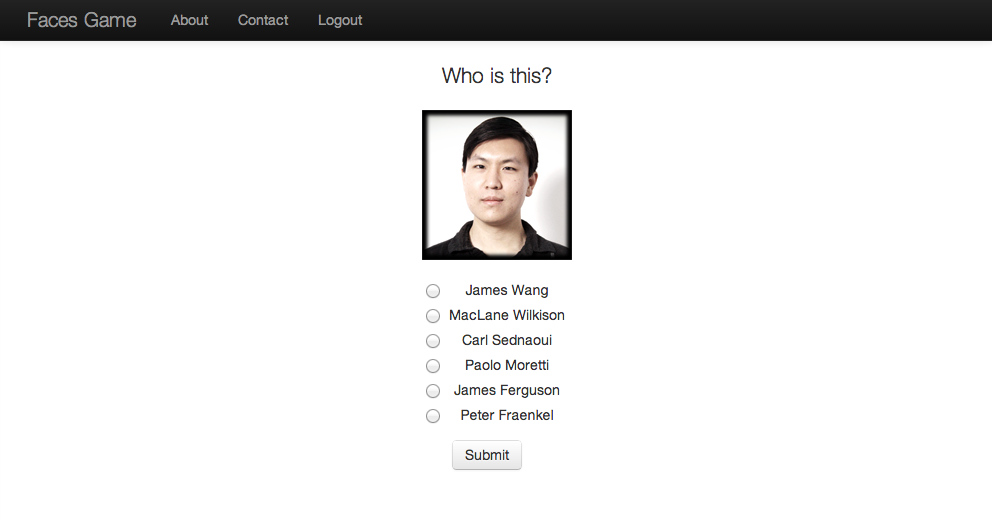 Faces Game About Contact Logout
Who is this?
James Wang
MacLane Wilkison
Carl Sednaoui
Paolo Moretti
James Ferguson
Peter Fraenkel
Submit